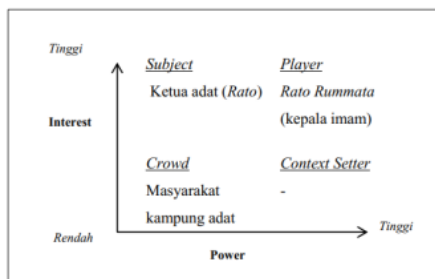 Tinggi
Subject
Player
Ketua adat (Rato)
Rato Rummata
Interest
(kepala imam)
Crowd
Context Setter
Masyarakat
-
kampung adat
Tinggi
Rendah
Power